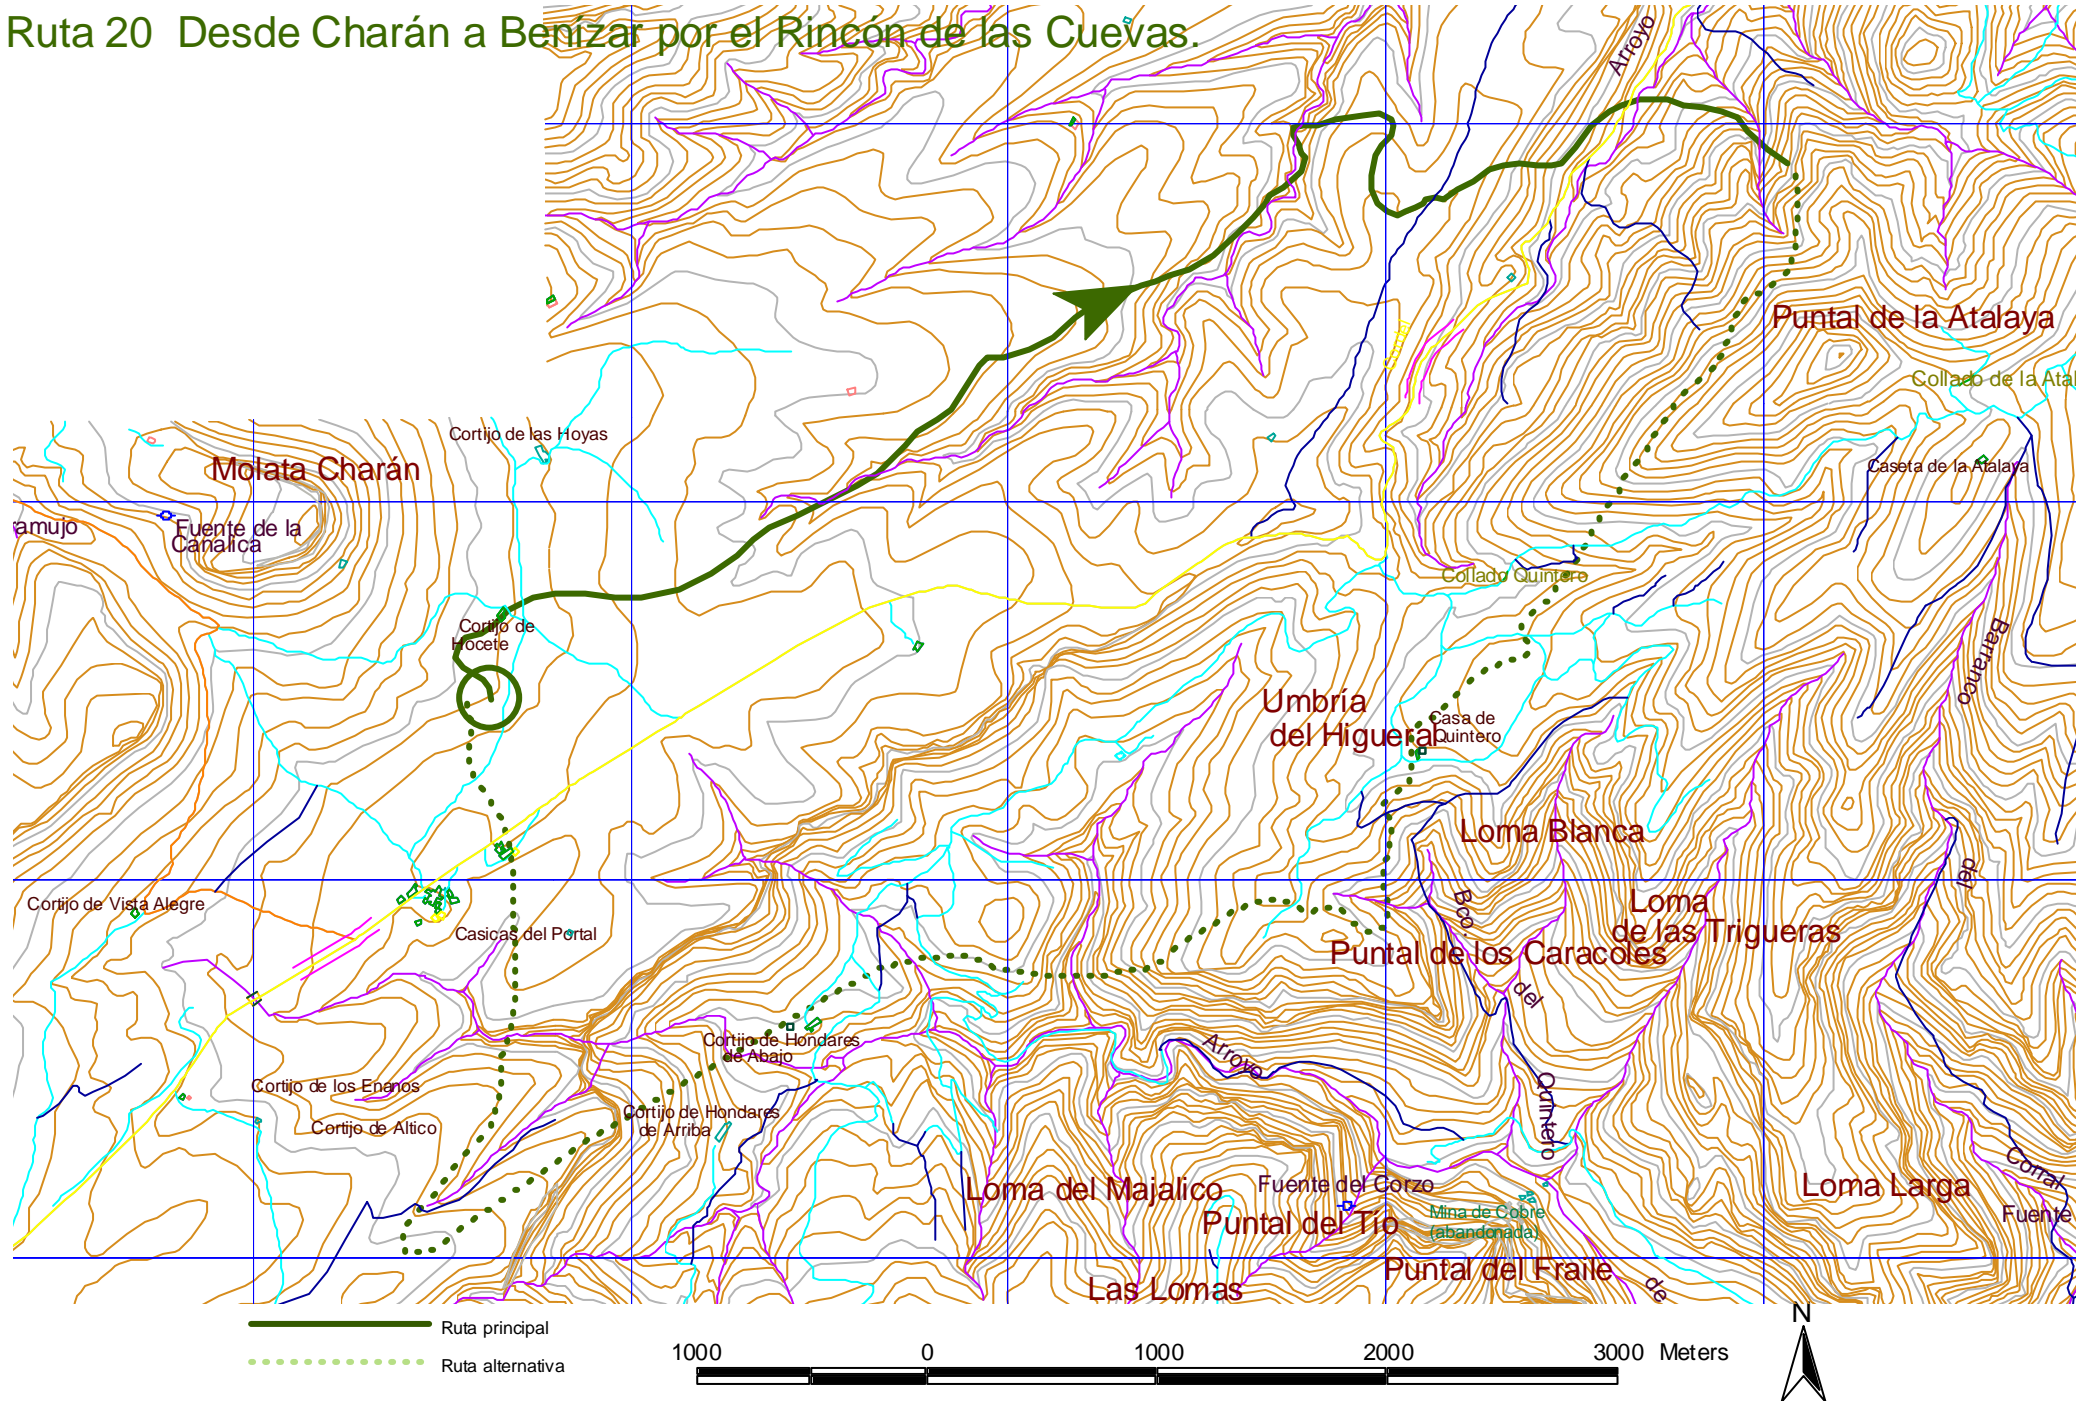 Ruta 20 Desde Charán a Benízar por el Rincón de las Cuevas.
Arroyo
Puntal de la Atalaya
Collado de la Atal
Cortijo de las Hoyas
Molata Charán
Caseta de la Atalaya
amujo
Fuente de la
Canalica
Collado Quintero
Cortijo de
Hocete
Barranco
Umbría
del Higueral
Casa de
Quintero
Loma Blanca
del
Cortijo de Vista Alegre
Bco.
Loma
de las Trigueras
Casicas del Portal
Puntal de los Caracoles
del
Cortijo de Hondares
de Abajo
Arroyo
Cortijo de los Enanos
Quintero
Cortijo de Hondares
de Arriba
Cortijo de Altico
Corral
Loma del Majalico
Fuente del Corzo
Loma Larga
Puntal del Tío
Mina de Cobre
(abandonada)
Fuente
Puntal del Fraile
de
Las Lomas
Ruta principal
Ruta alternativa
1000 0 1000 2000 3000 Meters
N